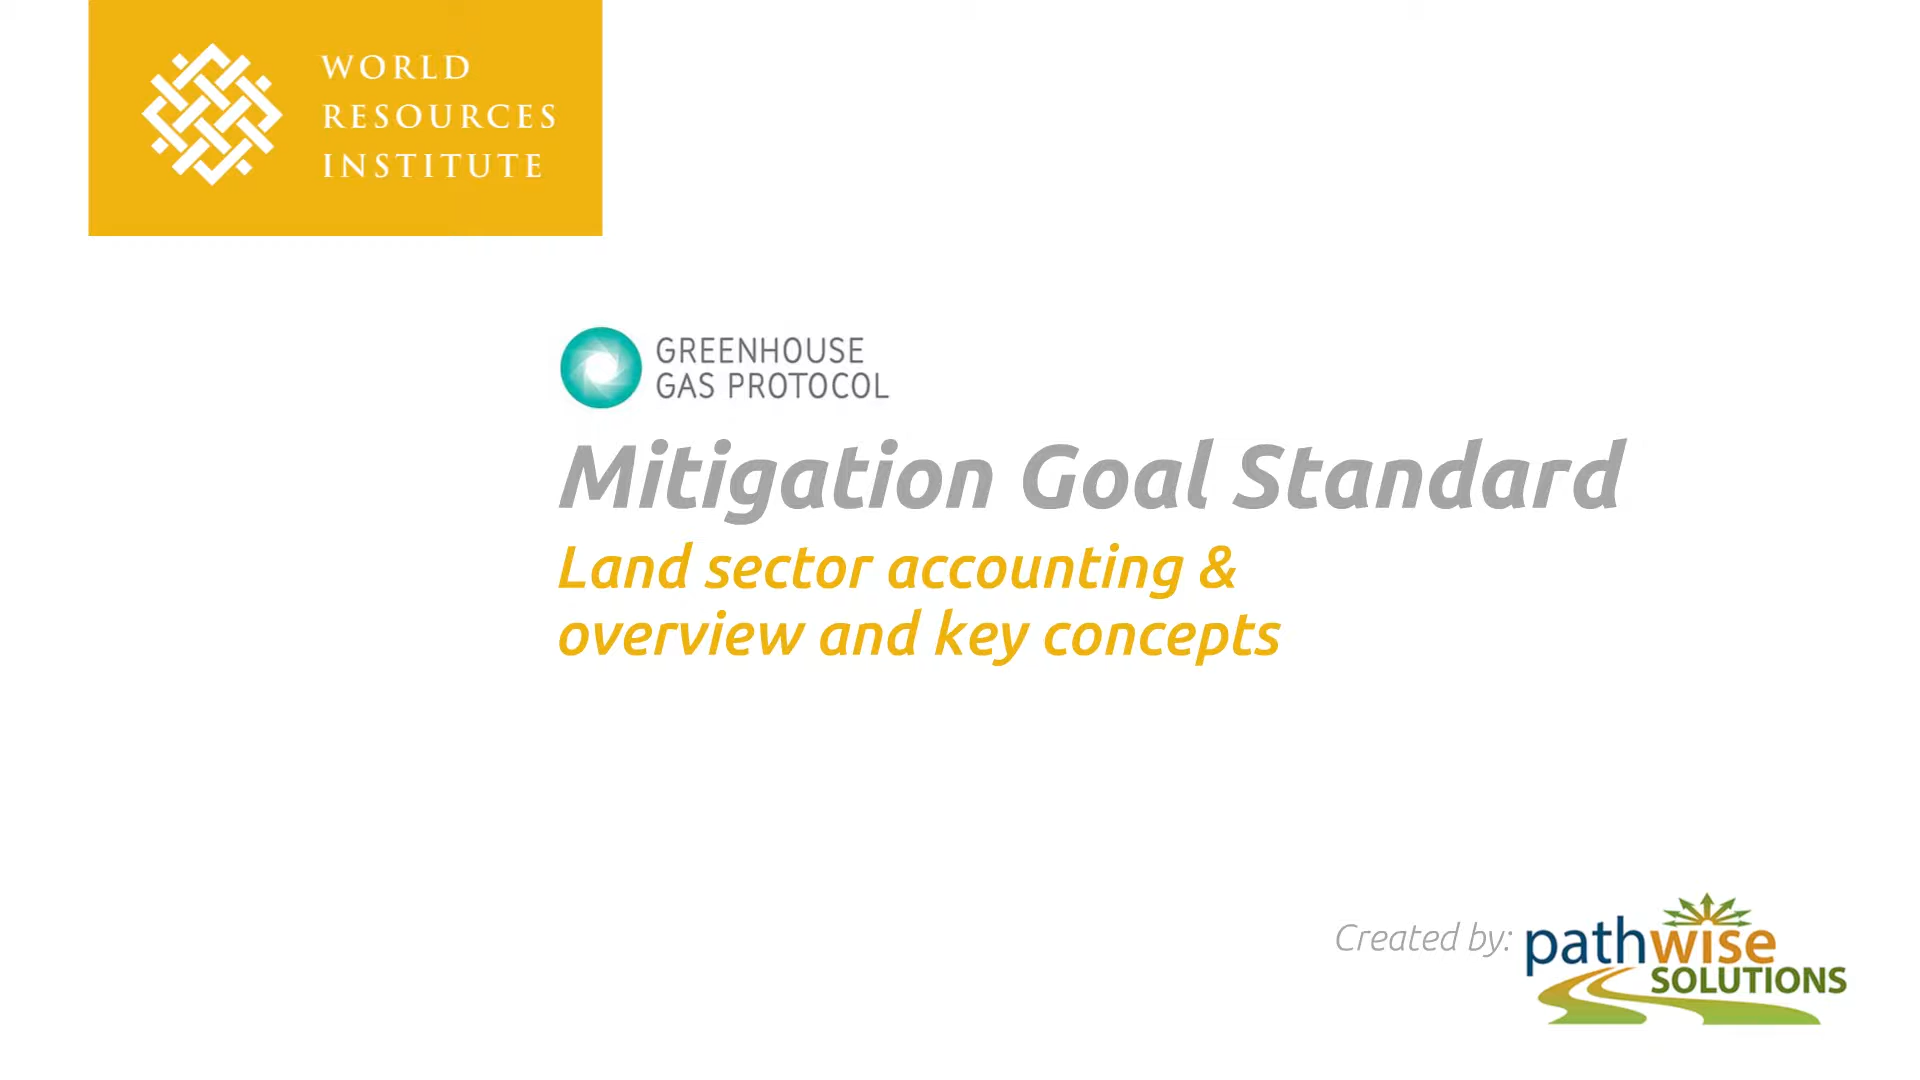 WORLD
RESOURCES
INSTITUTE
GREENHOUSE
GAS PROTOCOL
Mitigation Goal Standard
Land sector accounting &
overview and key concepts
Created by:
pathwise
SOLUTIONS